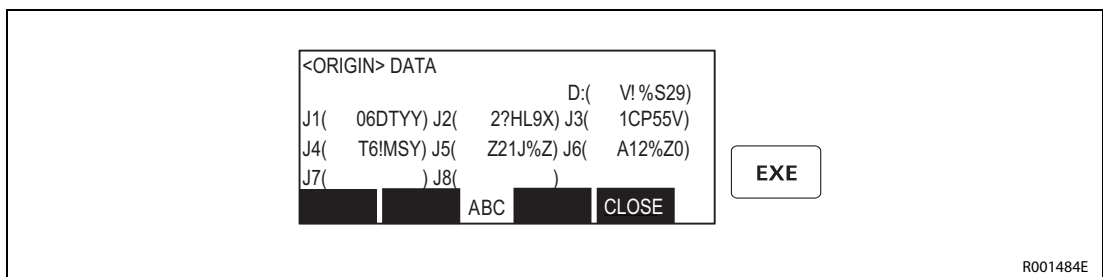 <ORIGIN> DATA
D:( V!%S29)
J1( 06DTYY) J2( 2?HL9X) J3( 1CP55V)
J4( T6!MSY) J5( Z21J%Z) J6( A12%Z0)
J7( ) J8( )
ABC CLOSE
EXE
R001484E